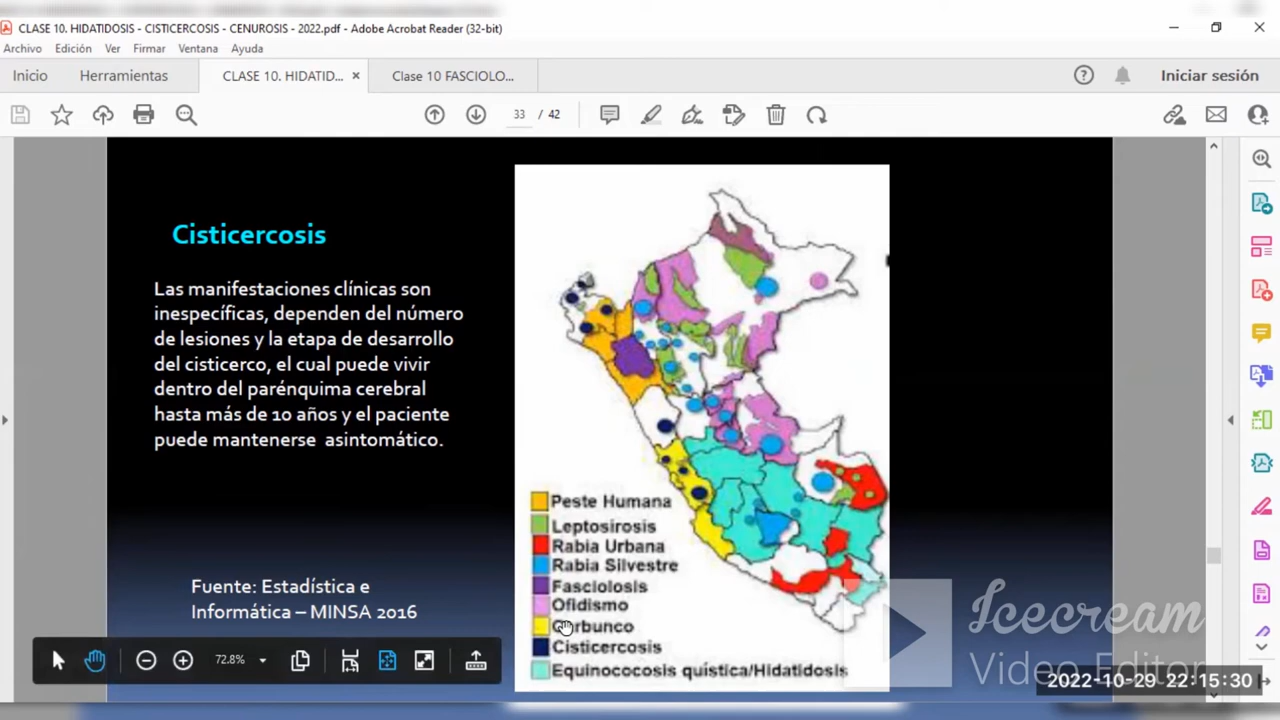 CLASE 10. HIDATIDOSIS - CISTICERCOSIS - CENUROSIS - 2022.pdf - Adobe Acrobat Reader (32-bit)
Archivo Edición Ver Firmar Ventana Ayuda
Inicio Herramientas CLASE 10. HIDATID... × Clase 10 FASCIOLO... Iniciar sesión
33 / 42
Cisticercosis
Las manifestaciones clínicas son
inespecíficas, dependen del número
de lesiones y la etapa de desarrollo
del cisticerco, el cual puede vivir
dentro del parénquima cerebral
hasta más de 10 años y el paciente
puede mantenerse asintomático.
Fuente: Estadística e
Informática – MINSA 2016
Peste Humana
Leptosirosis
Rabia Urbana
Rabia Silvestre
Fasciolosis
Ofidismo
Carbunco
Cisticercosis
Equinococosis quística/Hidatidosis
72.8%
Icecream
Video Editor
2022-10-29 22:15:30